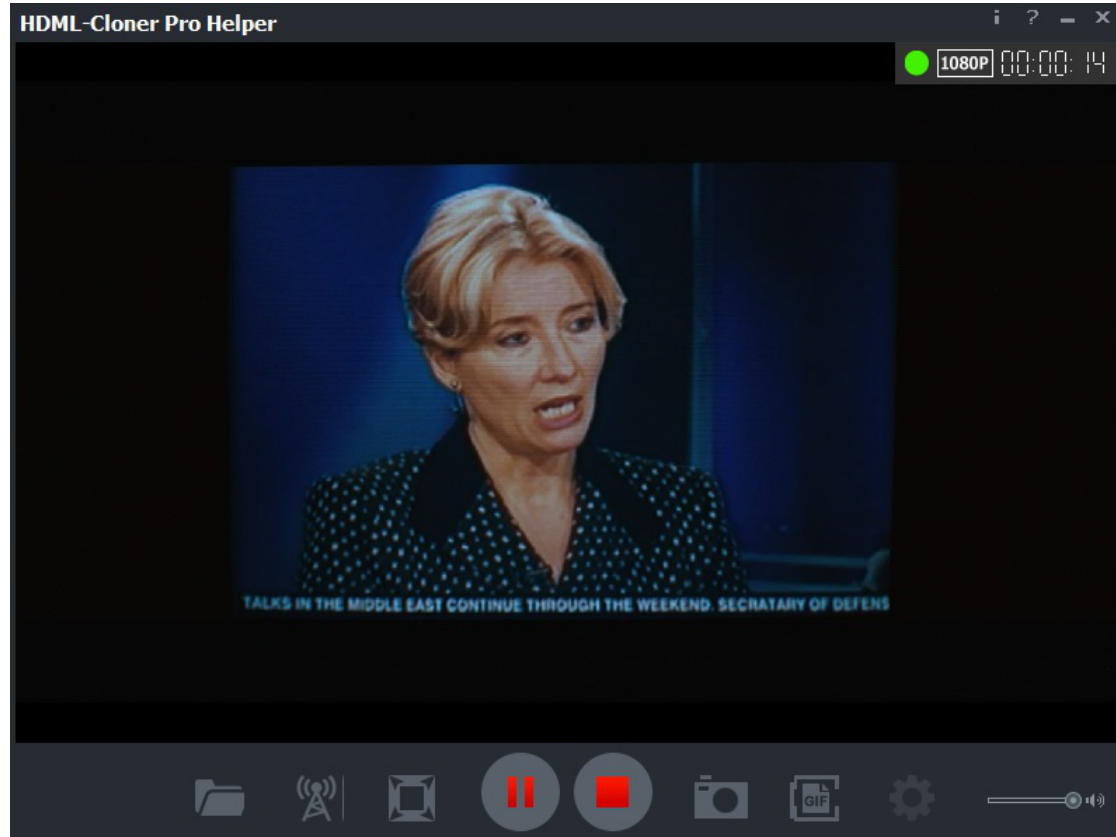 HDML-Cloner Pro Helper
i ?
1080P 00:00: 14
TALKS IN THE MIDDLE EAST CONTINUE THROUGH THE WEEKEND. SECRATARY OF DEFENS
GIF